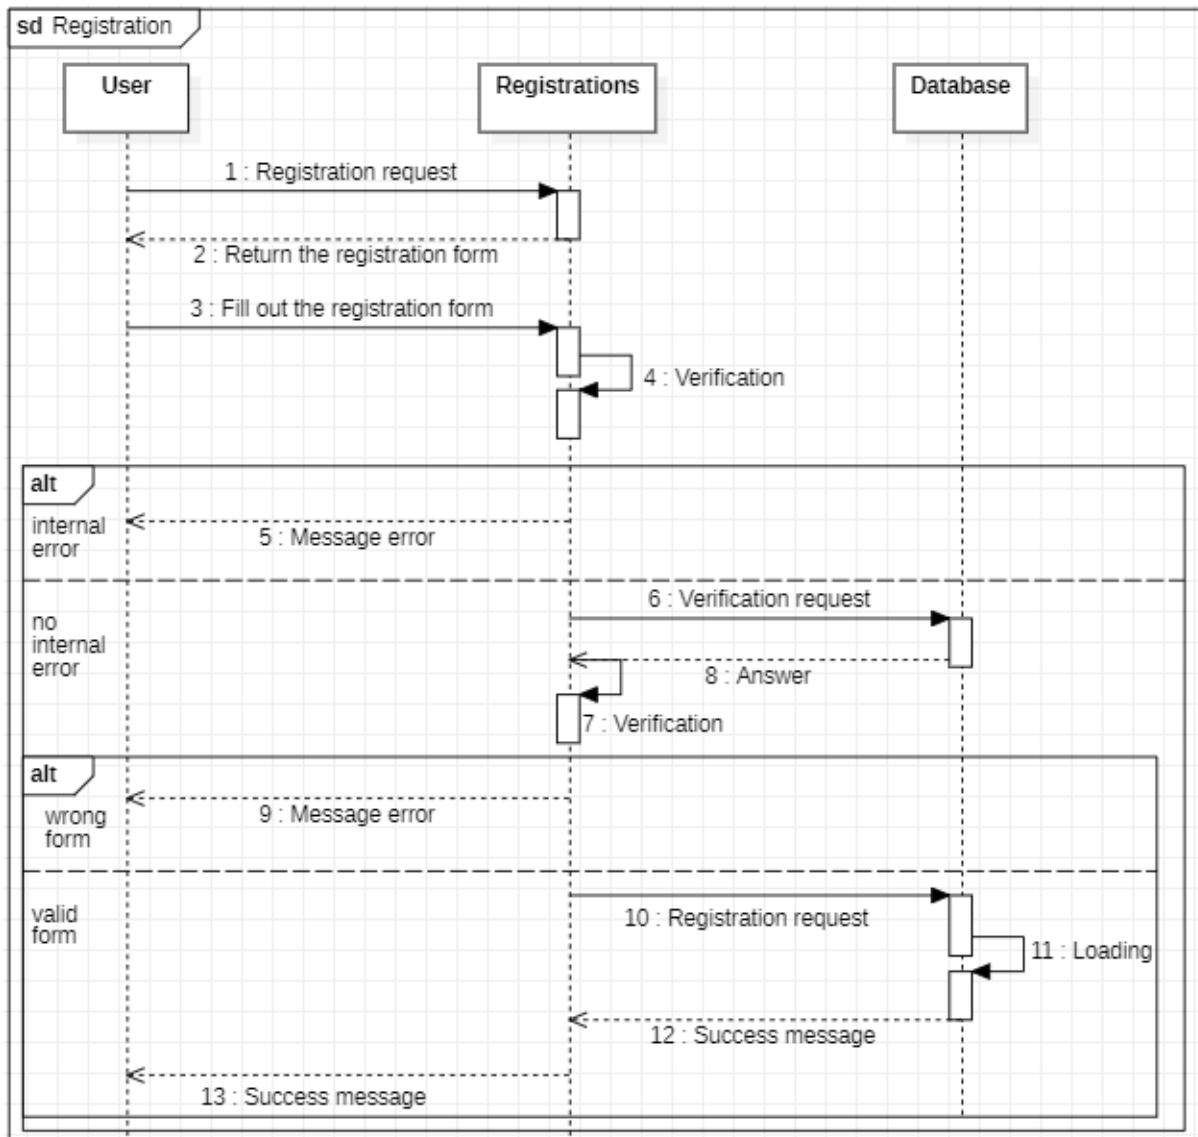 sd Registration
User
Registrations
Database
1 : Registration request
2 : Return the registration form
3 : Fill out the registration form
4 : Verification
alt
internal
error
5 : Message error
no
internal
error
6 : Verification request
8 : Answer
7 : Verification
alt
wrong
form
9 : Message error
valid
form
10 : Registration request
11 : Loading
12 : Success message
13 : Success message